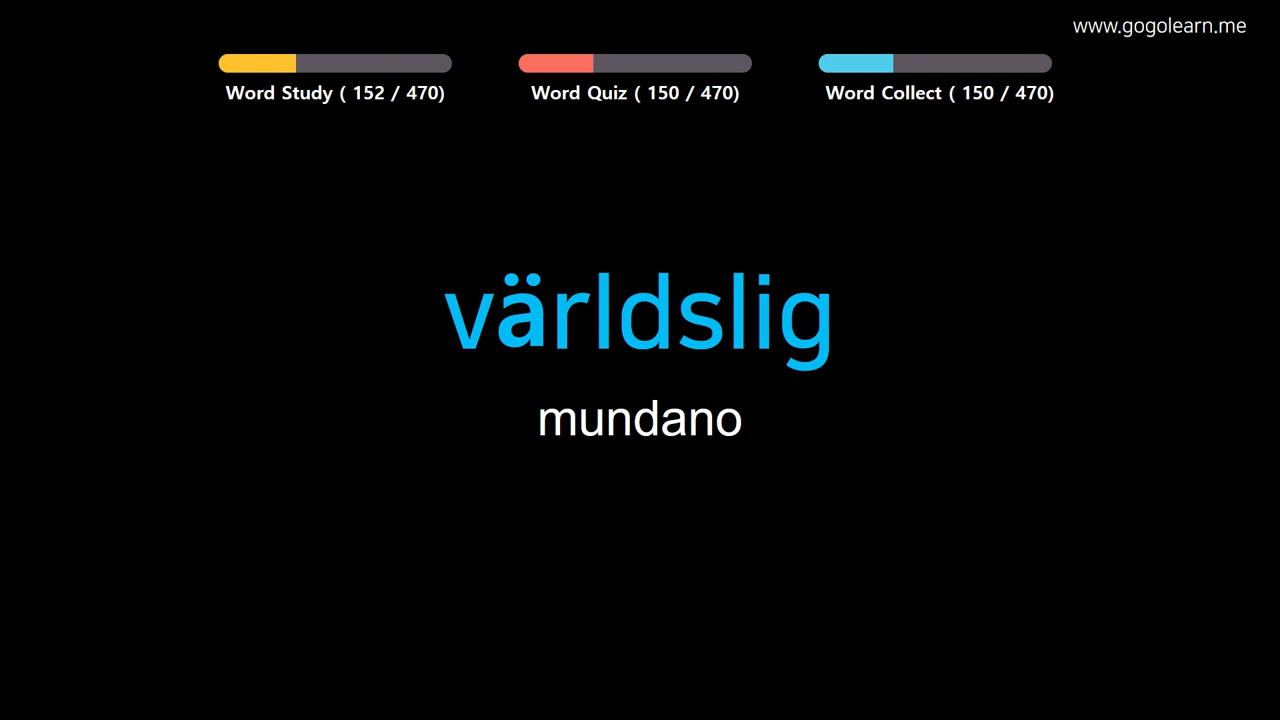 www.gogolearn.me
Word Study ( 152 / 470) Word Quiz ( 150 / 470) Word Collect ( 150 / 470)
världslig
mundano